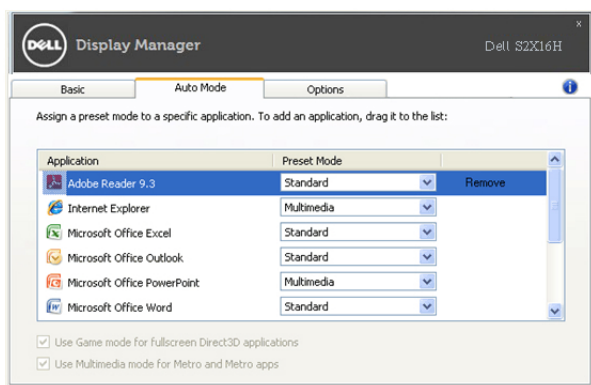 x
DELL Display Manager Dell S2X16H
Basic Auto Mode Options i
Assign a preset mode to a specific application. To add an application, drag it to the list:
Application Preset Mode
Adobe Reader 9.3 Standard Remove
Internet Explorer Multimedia
Microsoft Office Excel Standard
Microsoft Office Outlook Standard
Microsoft Office PowerPoint Multimedia
Microsoft Office Word Standard
Use Game mode for fullscreen Direct3D applications
Use Multimedia mode for Metro and Metro apps